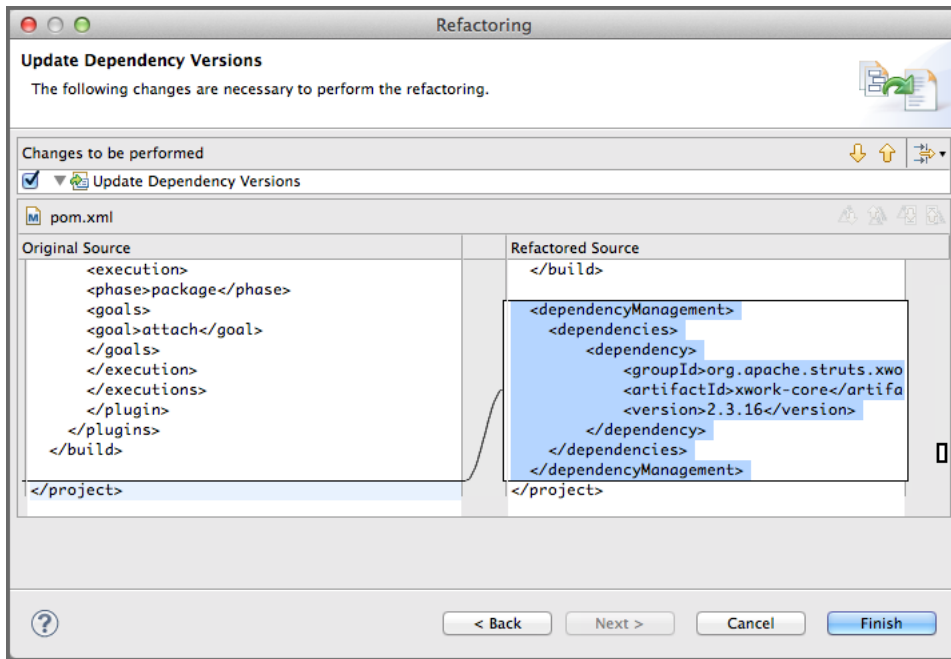 Refactoring
Update Dependency Versions
The following changes are necessary to perform the refactoring.
Changes to be performed
Update Dependency Versions
pom.xml
Original Source
<execution>
<phase>package</phase>
<goals>
<goal>attach</goal>
</goals>
</execution>
</executions>
</plugin>
</plugins>
</build>
</project>
Refactored Source
</build>
<dependencyManagement>
<dependencies>
<dependency>
<groupId>org.apache.struts.xwo
<artifactId>xwork-core</artifa
<version>2.3.16</version>
</dependency>
</dependencies>
</dependencyManagement>
</project>
?
< Back
Next >
Cancel
Finish